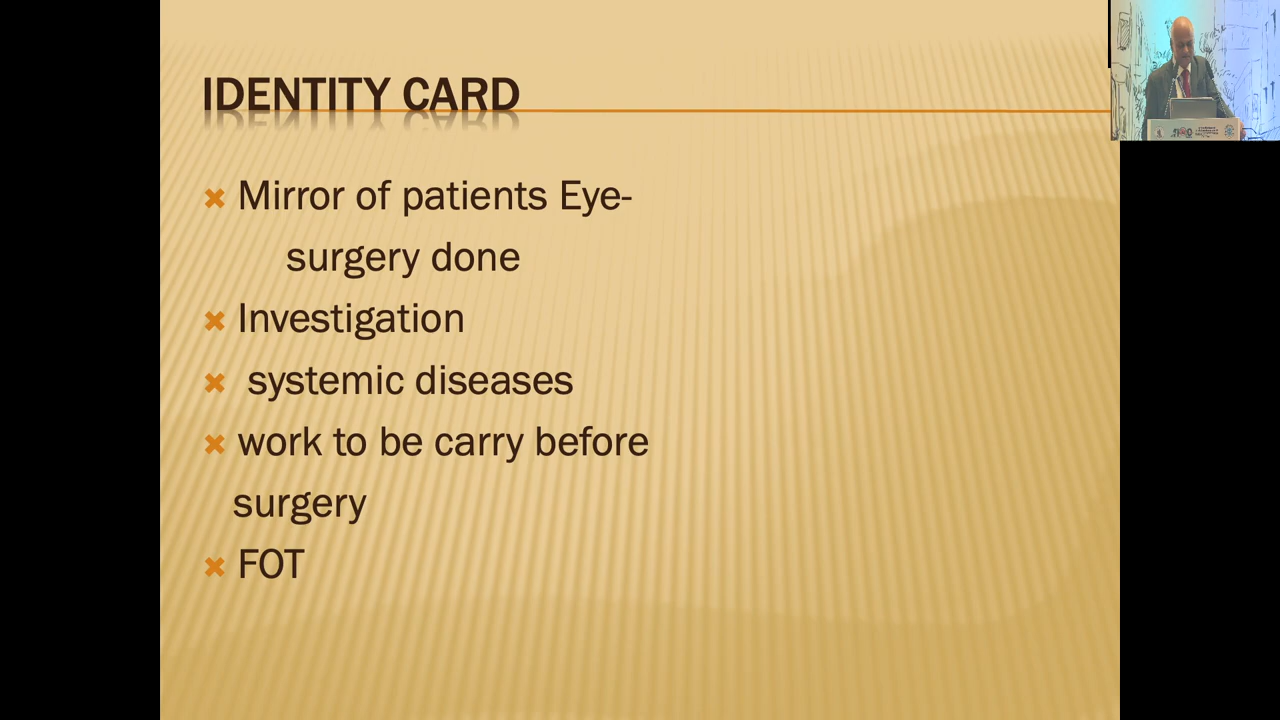 IDENTITY CARD
Mirror of patients Eye-
surgery done
Investigation
systemic diseases
work to be carry before
surgery
FOT